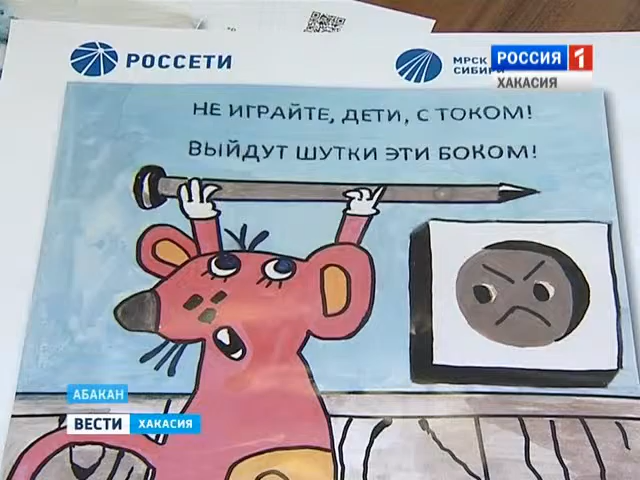 РОССЕТИ
МРСК
СИБИРИ
РОССИЯ 1
ХАКАСИЯ
НЕ ИГРАЙТЕ, ДЕТИ, С ТОКОМ!
ВЫЙДУТ ШУТКИ ЭТИ БОКОМ!
АБАКАН
ВЕСТИ ХАКАСИЯ